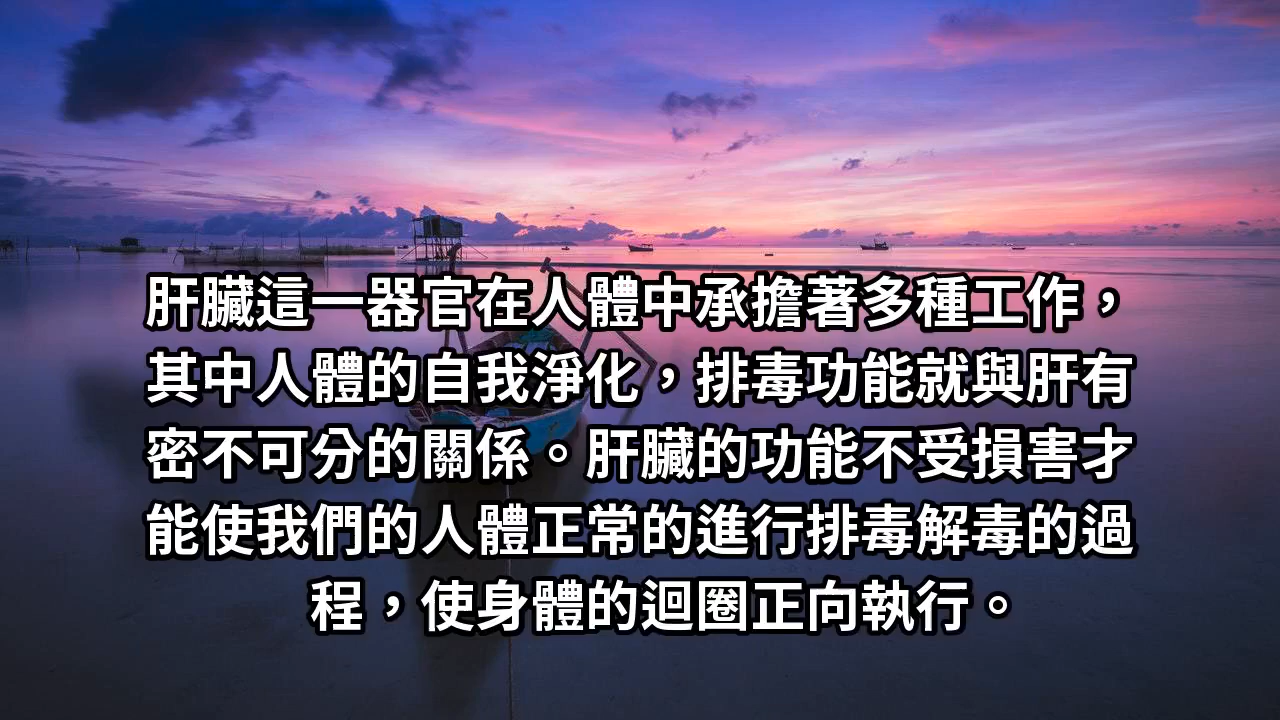 肝臟這一器官在人體中承擔著多種工作，
其中人體的自我淨化，排毒功能就與肝有
密不可分的關係。肝臟的功能不受損害才
能使我們的人體正常的進行排毒解毒的過
程，使身體的迴圈正向執行。